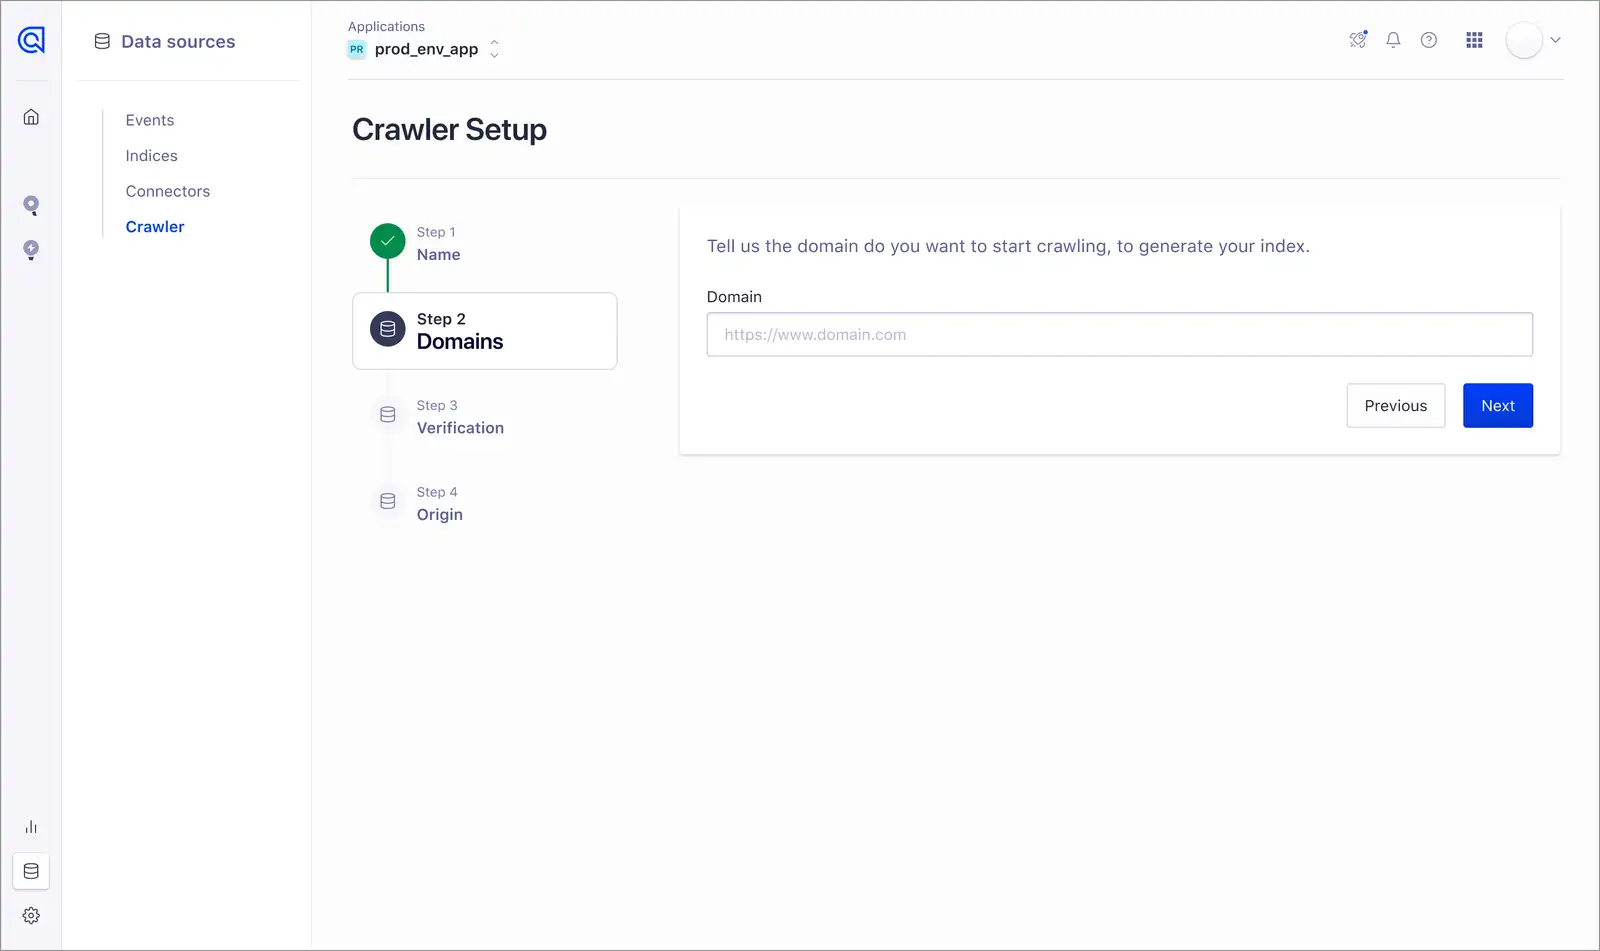 Data sources
Events
Indices
Connectors
Crawler
Applications
PR prod_env_app
Crawler Setup
Step 1
Name
Step 2
Domains
Step 3
Verification
Step 4
Origin
Tell us the domain do you want to start crawling, to generate your index.
Domain
https://www.domain.com
Previous Next